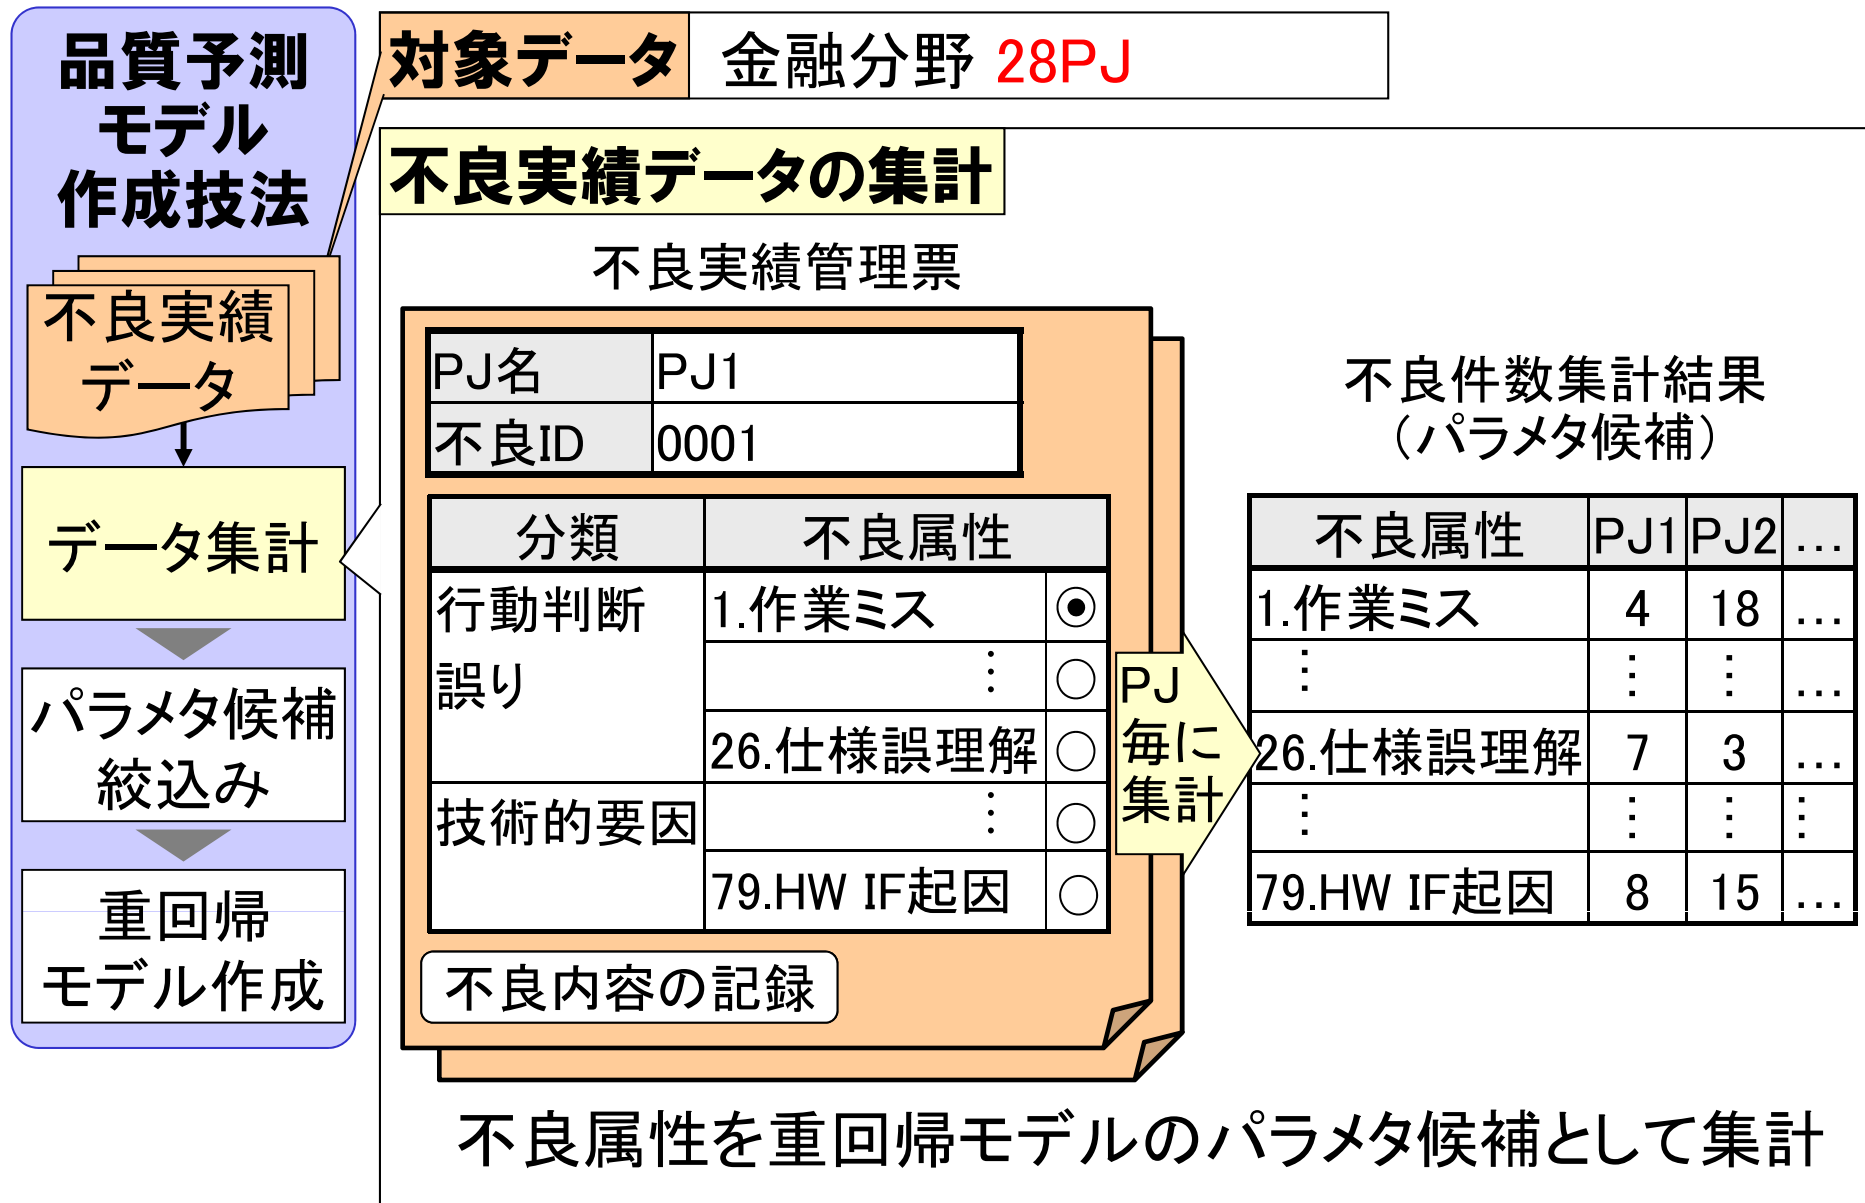 品質予測
モデル
作成技法
不良実績
データ
データ集計
パラメタ候補
絞込み
重回帰
モデル作成
対象データ 金融分野 28PJ
不良実績データの集計
不良実績管理票
PJ名 PJ1
不良ID 0001
分類 不良属性
行動判断 1.作業ミス ◉
誤り ⋮ ○
26.仕様誤理解 ○
技術的要因 ⋮ ○
79.HW IF起因 ○
不良内容の記録
PJ
毎に
集計
不良件数集計結果
（パラメタ候補）
不良属性 PJ1 PJ2 …
1.作業ミス 4 18 …
⋮ ⋮ ⋮ …
26.仕様誤理解 7 3 …
⋮ ⋮ ⋮ ⋮
79.HW IF起因 8 15 …
不良属性を重回帰モデルのパラメタ候補として集計